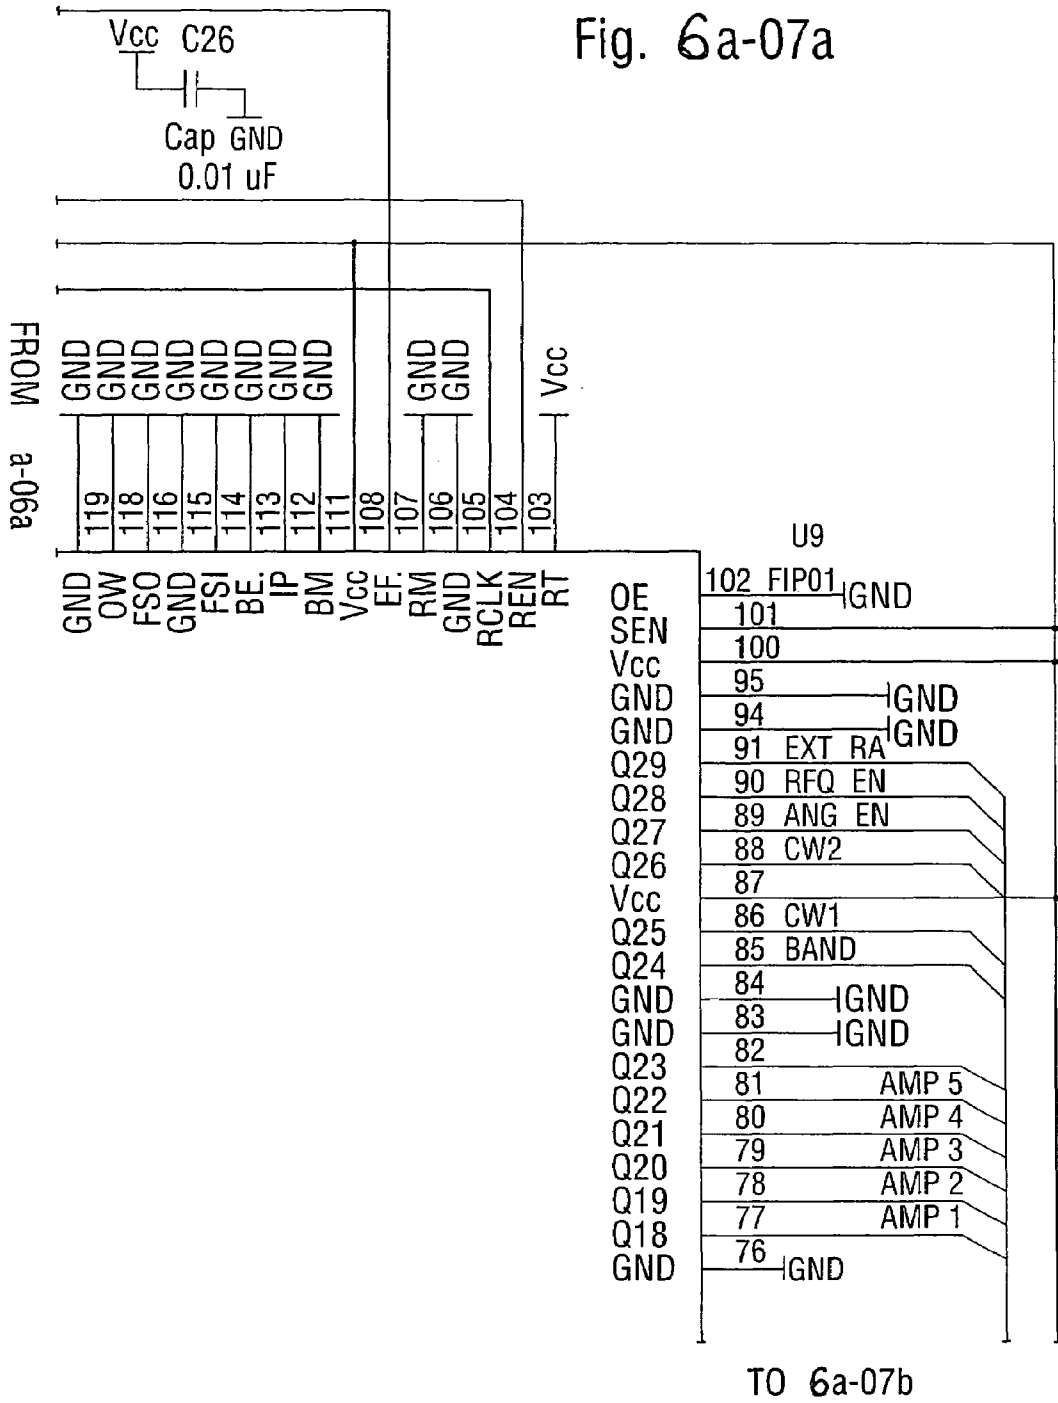 Fig. 6a-07a
Vcc C26
Cap GND
0.01 uF
FROM a-06a
GND GND GND GND GND GND GND GND GND GND Vcc
119 118 116 115 114 113 112 111 108 107 106 105 104 103
GND OW FSO GND FSI BE. IP BM Vcc EF. RM GND RCLK REN RT
U9
OE 102 FIP01 GND
SEN 101
Vcc 100
GND 95 GND
GND 94 GND
Q29 91 EXT RA
Q28 90 RFQ EN
Q27 89 ANG EN
Q26 88 CW2
Vcc 87
Q25 86 CW1
Q24 85 BAND
GND 84 GND
GND 83 GND
Q23 82
Q22 81 AMP 5
Q21 80 AMP 4
Q20 79 AMP 3
Q19 78 AMP 2
Q18 77 AMP 1
GND 76 GND
TO 6a-07b